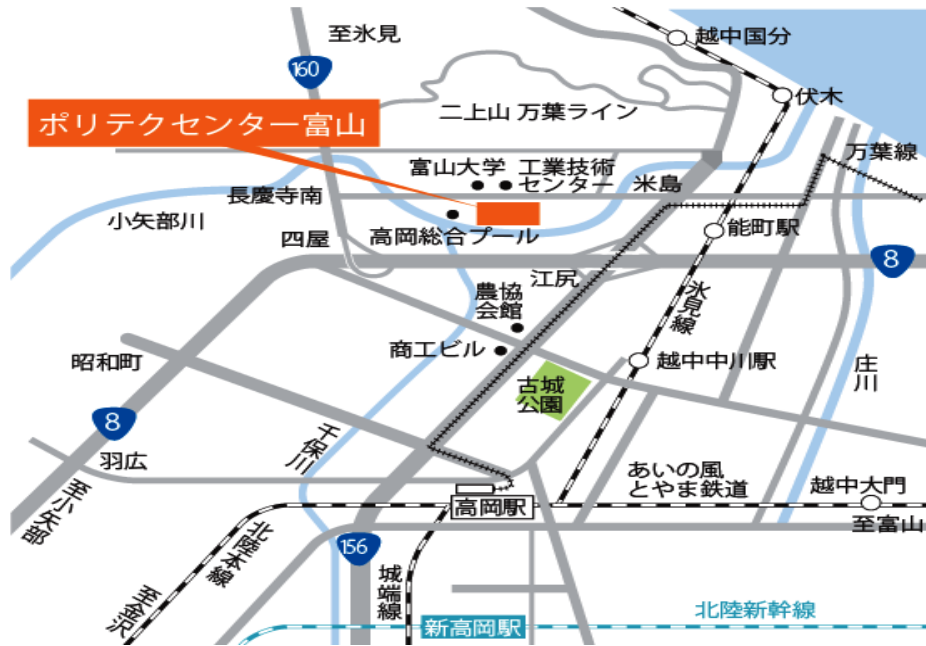 至氷見
160
越中国分
伏木
二上山 万葉ライン
ポリテクセンター富山
万葉線
富山大学
工業技術
センター
米島
長慶寺南
小矢部川
高岡総合プール
能町駅
四屋
8
江尻
氷見線
農協
会館
商工ビル
昭和町
越中中川駅
庄川
古城
公園
8
千保川
羽広
あいの風
とやま鉄道
越中大門
至小矢部
高岡駅
至富山
北陸本線
156
城端線
至金沢
北陸新幹線
新高岡駅